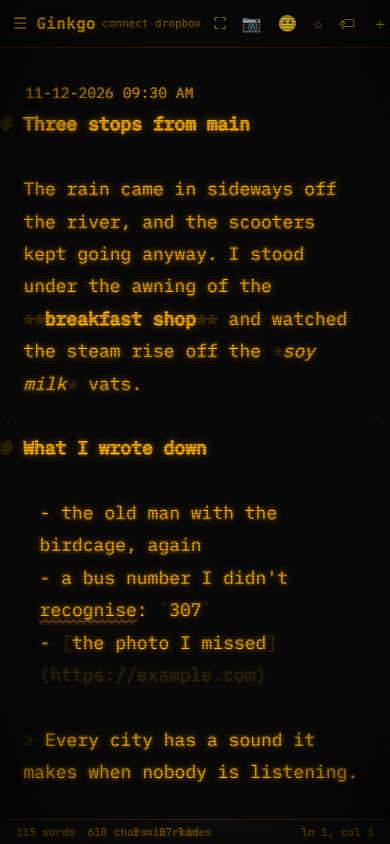 Ginkgo connect dropbox
11-12-2026 09:30 AM
# Three stops from main
The rain came in sideways off
the river, and the scooters
kept going anyway. I stood
under the awning of the
**breakfast shop** and watched
the steam rise off the *soy
milk* vats.
## What I wrote down
- the old man with the
birdcage, again
- a bus number I didn't
recognise: `307`
- [the photo I missed]
(https://example.com)
> Every city has a sound it
makes when nobody is listening.
115 words 610 chars ln 1, col 1